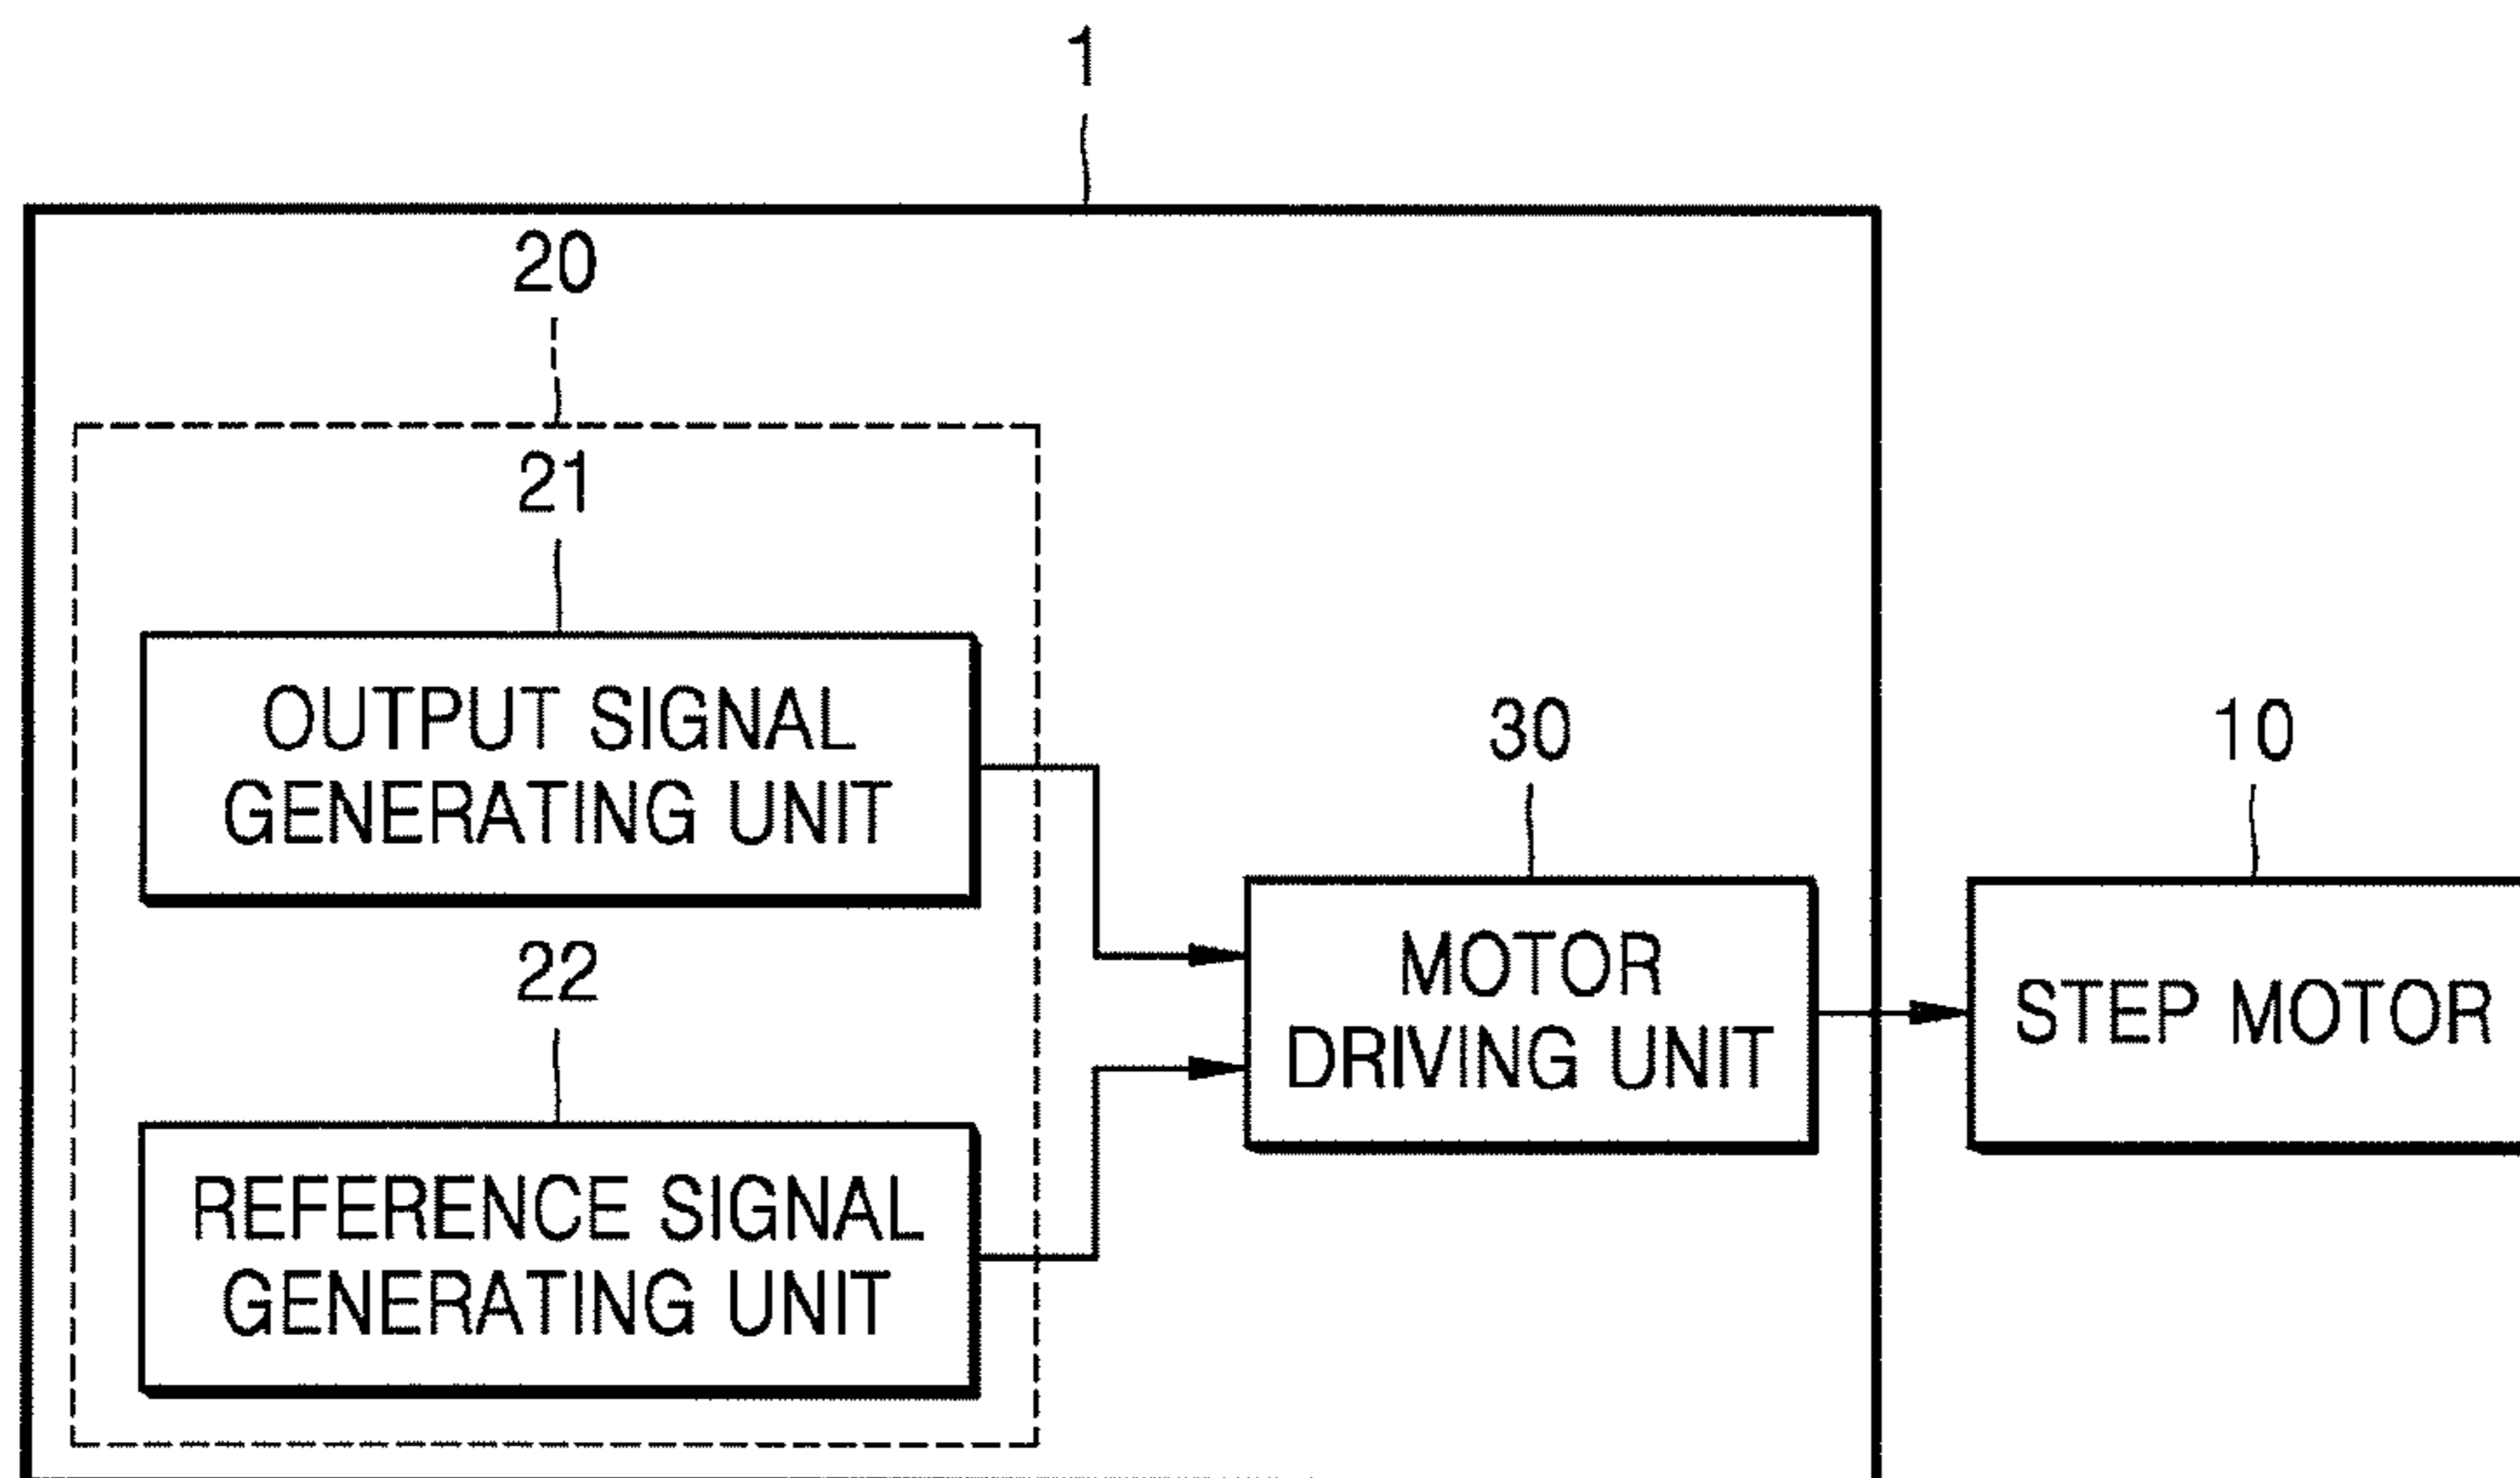 1
20
21
OUTPUT SIGNAL
GENERATING UNIT
22
REFERENCE SIGNAL
GENERATING UNIT
30
MOTOR
DRIVING UNIT
10
STEP MOTOR